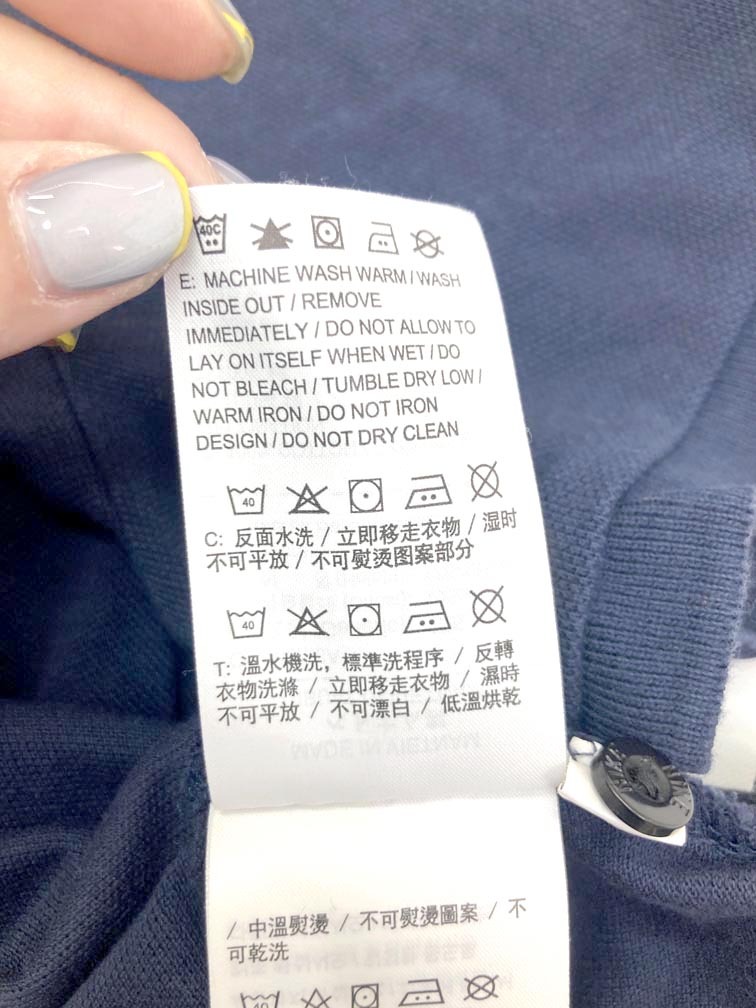 40C
E: MACHINE WASH WARM / WASH
INSIDE OUT / REMOVE
IMMEDIATELY / DO NOT ALLOW TO
LAY ON ITSELF WHEN WET / DO
NOT BLEACH / TUMBLE DRY LOW /
WARM IRON / DO NOT IRON
DESIGN / DO NOT DRY CLEAN
40
C: 反面水洗 / 立即移走衣物 / 湿时
不可平放 / 不可熨烫图案部分
40
T: 溫水機洗，標準洗程序 / 反轉
衣物洗滌 / 立即移走衣物 / 濕時
不可平放 / 不可漂白 / 低溫烘乾
MADE IN VIETNAM
/ 中溫熨燙 / 不可熨燙圖案 / 不
可乾洗
40